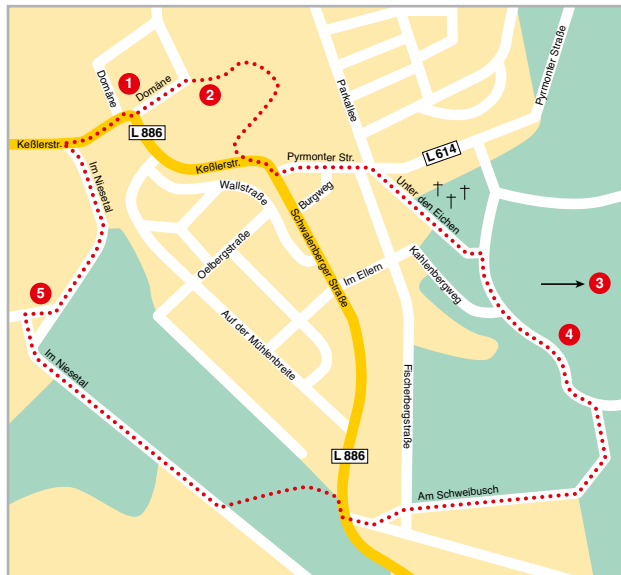 Pyrmonter Straße
Domäne
1
Domäne
2
Parkallee
L 886
L 614
Keßlerstr.
Keßlerstr.
Pyrmonter Str.
Im Niesetal
Wallstraße
Burgweg
Unter den Eichen
Schwalenberger Straße
Oelbergstraße
Im Ellern
Kahlenbergweg
3
5
4
Auf der Mühlenbreite
Im Niesetal
Fischerbergstraße
L 886
Am Schweibusch